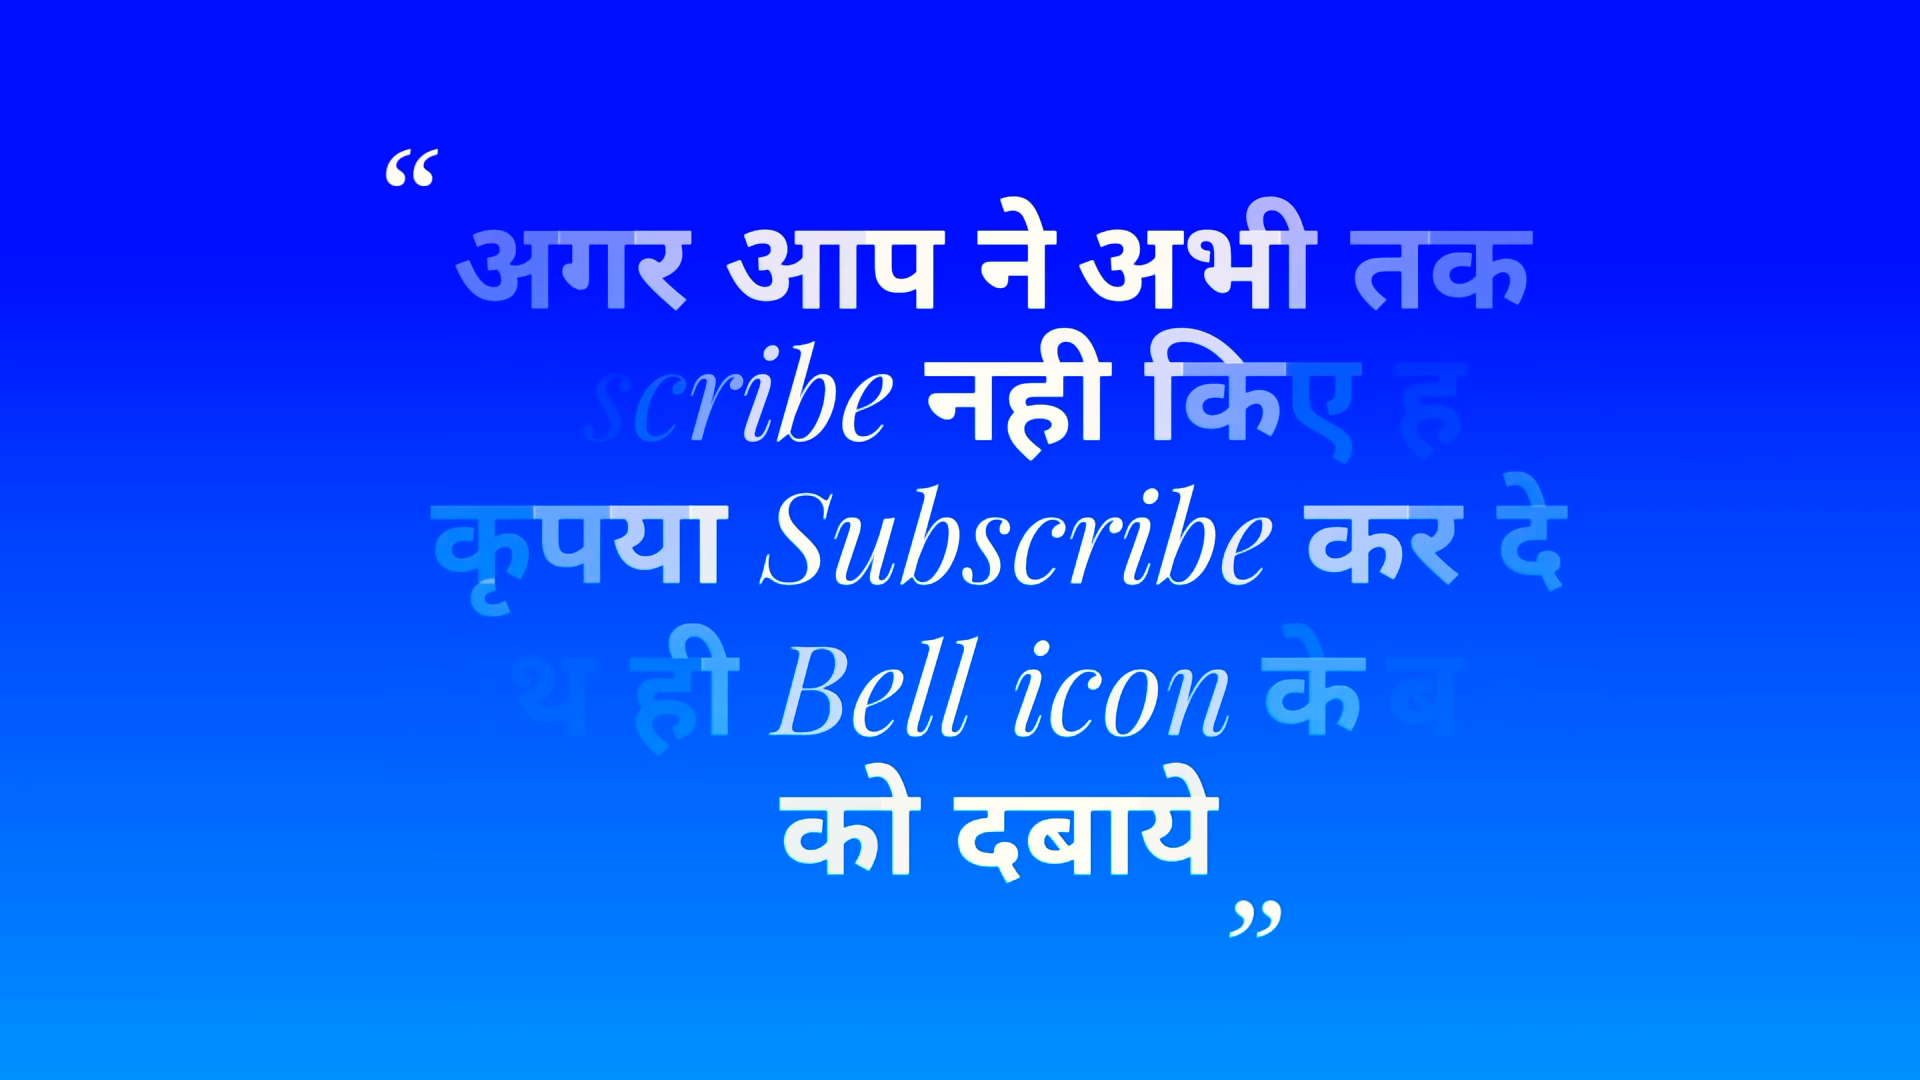 “अगर आप ने अभी तक
scribe नही किए ह
कृपया Subscribe कर दे
थ ही Bell icon के ब
को दबाये”